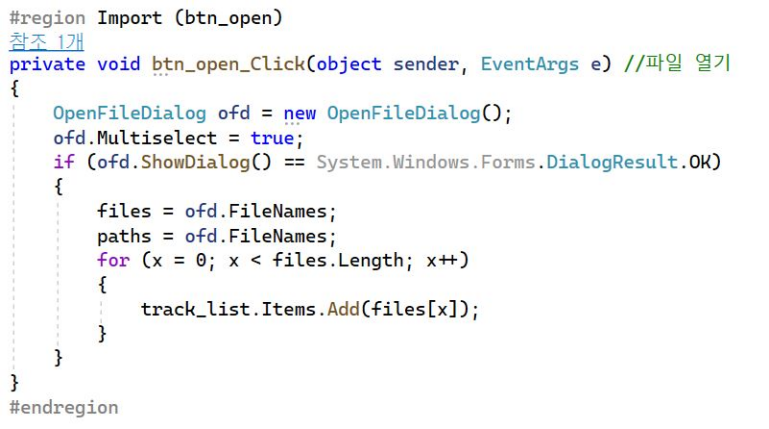 #region Import (btn_open)
참조 1개
private void btn_open_Click(object sender, EventArgs e) //파일 열기
{
OpenFileDialog ofd = new OpenFileDialog();
ofd.Multiselect = true;
if (ofd.ShowDialog() == System.Windows.Forms.DialogResult.OK)
{
files = ofd.FileNames;
paths = ofd.FileNames;
for (x = 0; x < files.Length; x++)
{
track_list.Items.Add(files[x]);
}
}
}
#endregion